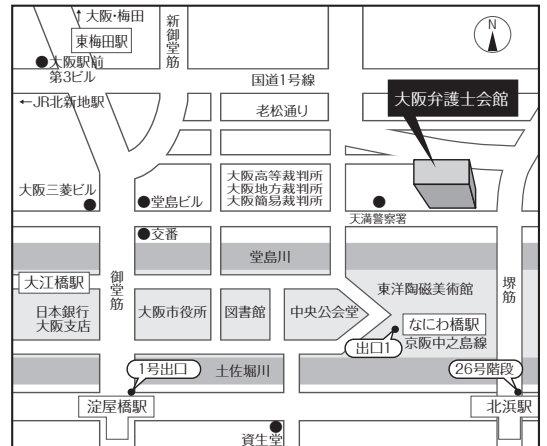 ↑大阪・梅田
東梅田駅
新御堂筋
N
大阪駅前
第3ビル
国道1号線
←JR北新地駅
老松通り
大阪弁護士会館
大阪高等裁判所
大阪地方裁判所
大阪簡易裁判所
大阪三菱ビル
堂島ビル
天満警察署
交番
堂島川
大江橋駅
御堂筋
東洋陶磁美術館
堺筋
日本銀行
大阪支店
大阪市役所
図書館
中央公会堂
なにわ橋駅
京阪中之島線
出口1
1号出口
土佐堀川
26号階段
淀屋橋駅
北浜駅
資生堂